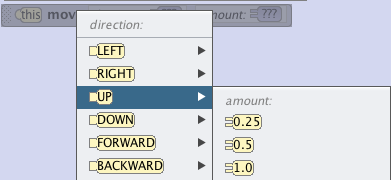 this move direction: amount: ???
LEFT
RIGHT
UP
DOWN
FORWARD
BACKWARD
amount:
0.25
0.5
1.0